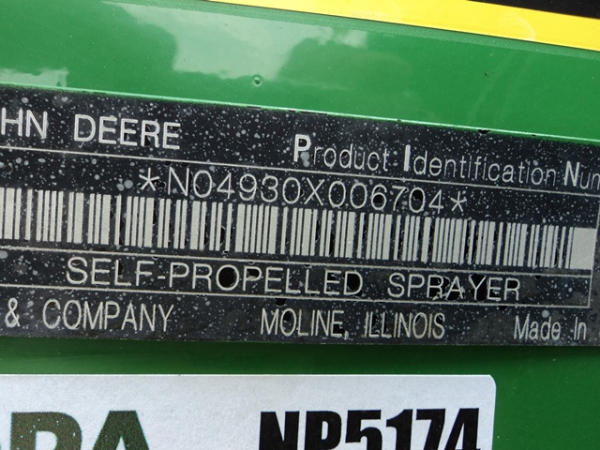 HN DEERE
Product Identification Num
*N04930X006704*
SELF-PROPELLED SPRAYER
& COMPANY MOLINE, ILLINOIS Made In
NP5174